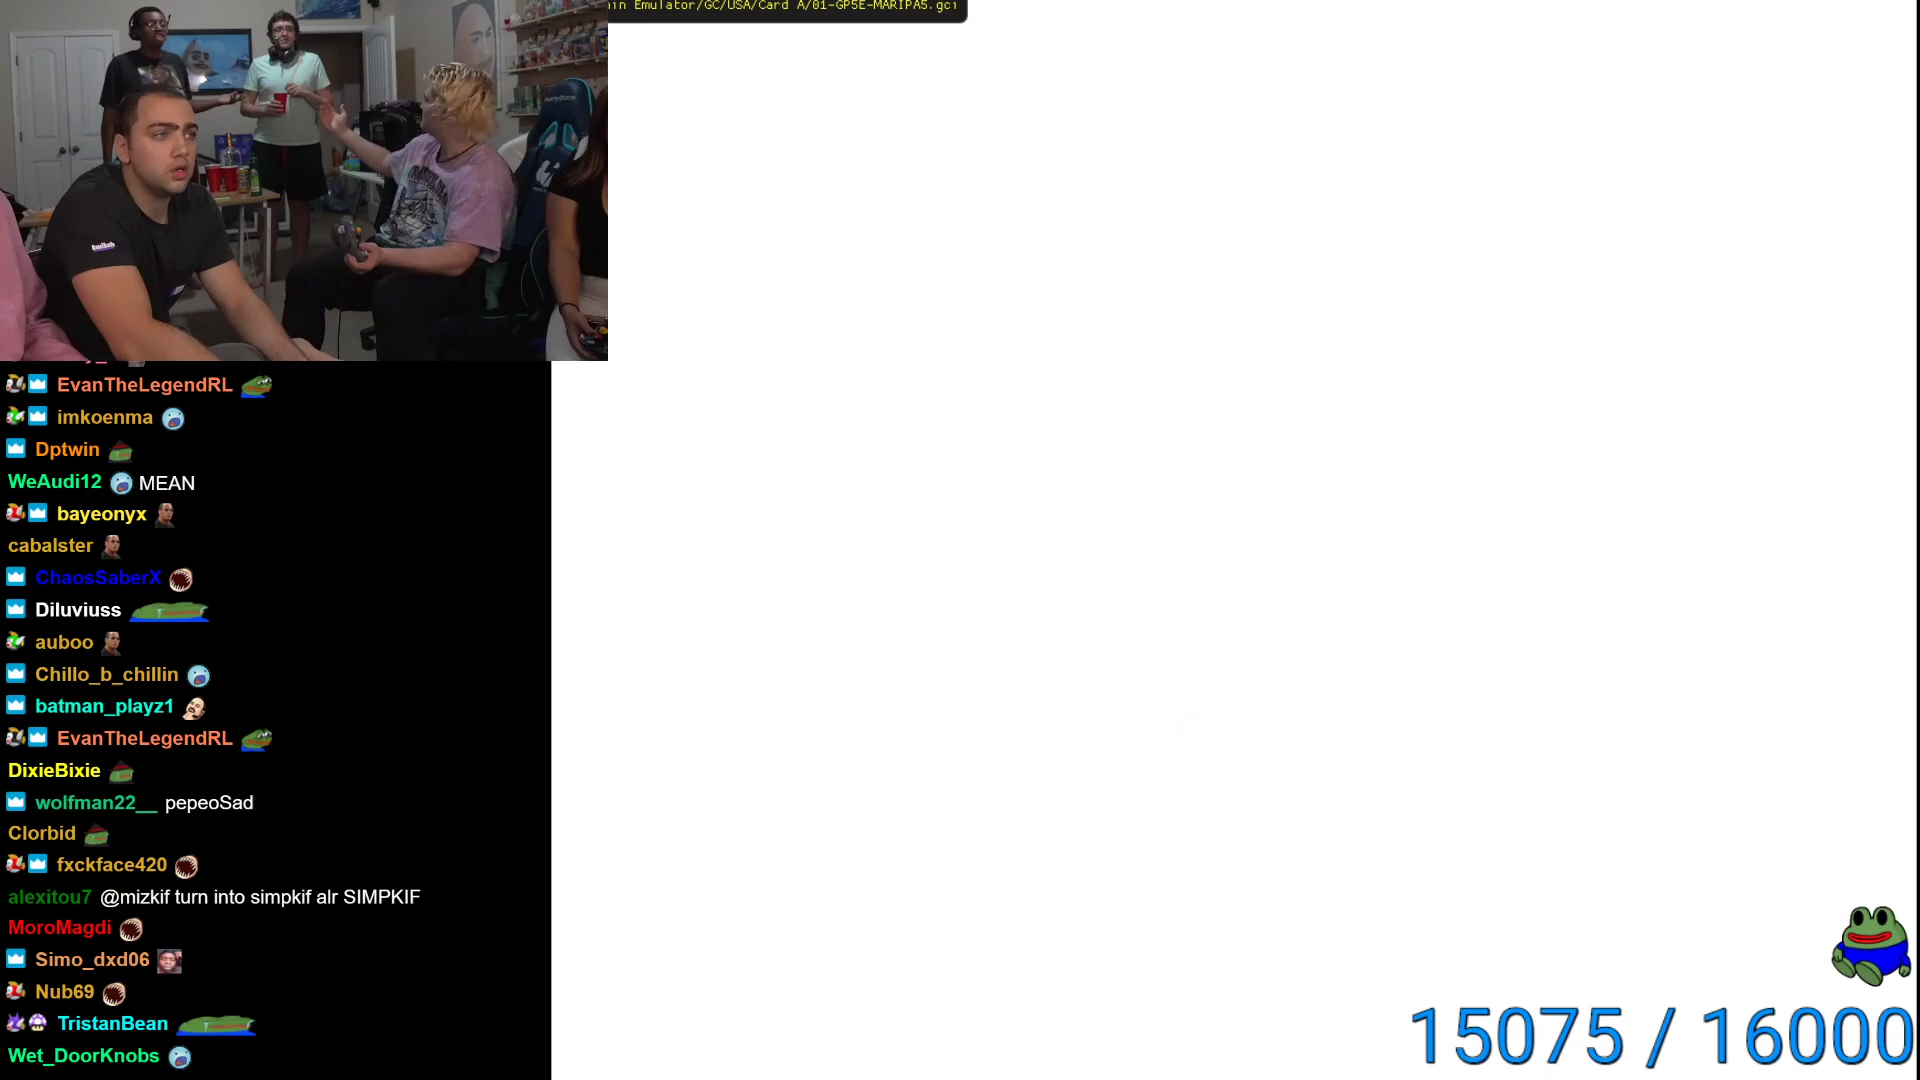 in Emulator/GC/USA/Card A/01-GP5E-MARIPA5.gci
twitch
EvanTheLegendRL
imkoenma
Dptwin
WeAudi12 MEAN
bayeonyx
cabalster
ChaosSaberX
Diluviuss
auboo
Chillo_b_chillin
batman_playz1
EvanTheLegendRL
DixieBixie
wolfman22__ pepeoSad
Clorbid
fxckface420
alexitou7 @mizkif turn into simpkif alr SIMPKIF
MoroMagdi
Simo_dxd06
Nub69
TristanBean
Wet_DoorKnobs
15075 / 16000